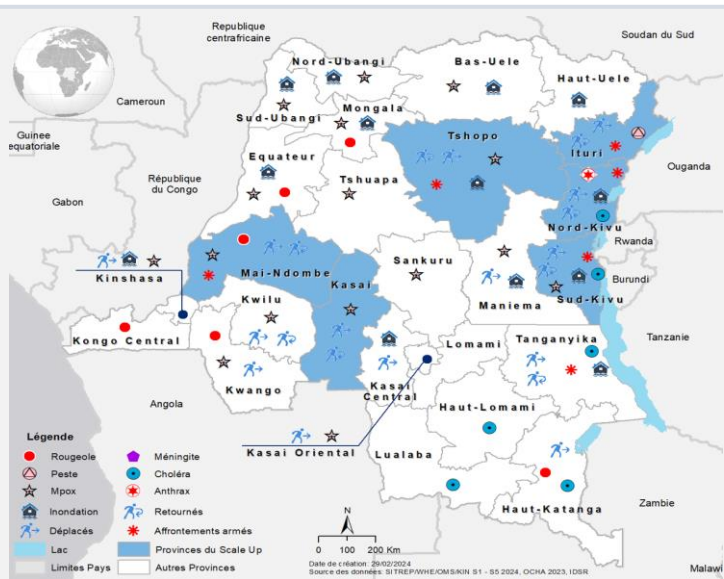 Republique
centrafricaine
Soudan du Sud
Nord-Ubangi
Bas-Uele
Haut-Uele
Cameroun
Sud-Ubangi
Mongala
Guinee
equatoriale
Tshopo
Ituri
Equateur
Ouganda
République
du Congo
Tshuapa
Gabon
Nord-Kivu
Rwanda
Kinshasa
Mai-Ndombe
Kasai
Sankuru
Maniema
Sud-Kivu
Burundi
Kwilu
Kongo Central
Lomami
Tanganyika
Tanzanie
Kwango
Kasai
Central
Angola
Haut-Lomami
Kasai Oriental
Lualaba
Haut-Katanga
Zambie
Malawi
Légende
Rougeole
Méningite
Peste
Choléra
Mpox
Anthrax
Inondation
Retournés
Déplacés
Affrontements armés
Lac
Provinces du Scale Up
Limites Pays
Autres Provinces
N
0 100 200 Km
Date de création: 29/02/2024
Source des données: SITREP/WHE/OMS/KIN S1 - S5 2024, OCHA 2023, IDSR